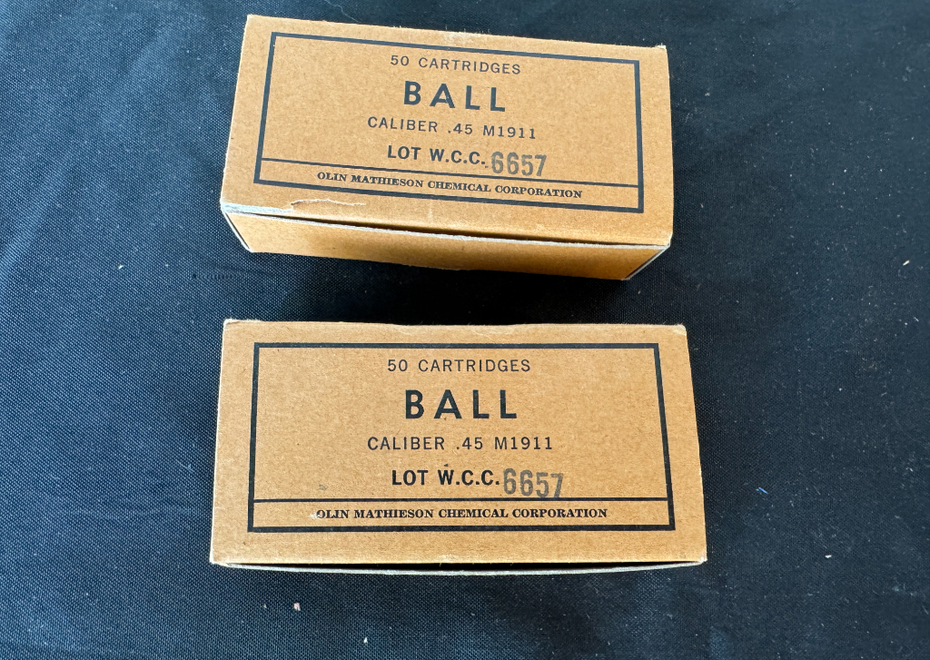 50 CARTRIDGES
BALL
CALIBER .45 M1911
LOT W.C.C. 6657
OLIN MATHIESON CHEMICAL CORPORATION
50 CARTRIDGES
BALL
CALIBER .45 M1911
LOT W.C.C. 6657
OLIN MATHIESON CHEMICAL CORPORATION